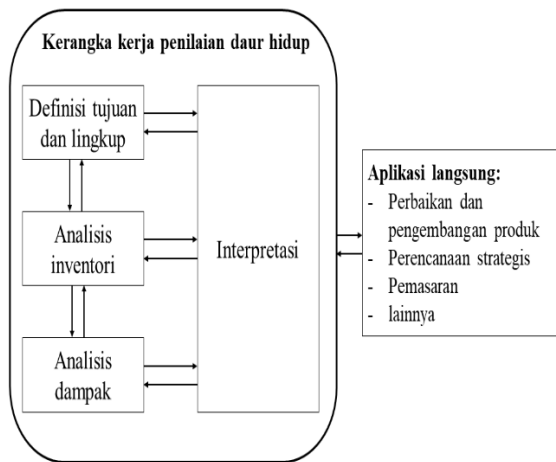 Kerangka kerja penilaian daur hidup
Definisi tujuan
dan lingkup
Analisis
inventori
Analisis
dampak
Interpretasi
Aplikasi langsung:
- Perbaikan dan
pengembangan produk
- Perencanaan strategis
- Pemasaran
- lainnya